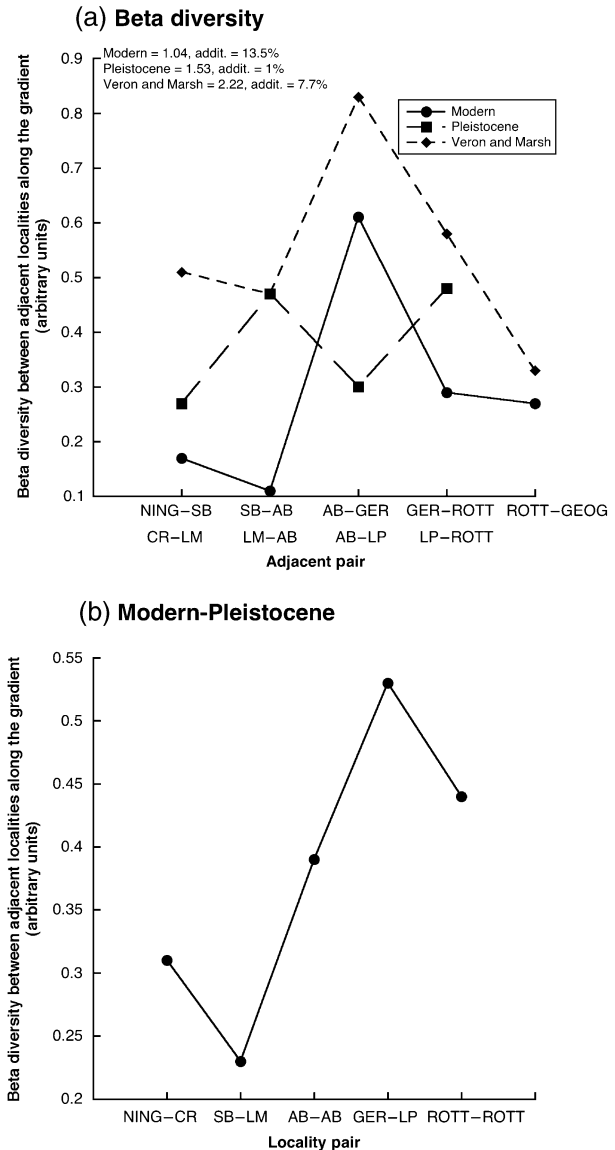 (a) Beta diversity
Modern = 1.04, addit. = 13.5%
Pleistocene = 1.53, addit. = 1%
Veron and Marsh = 2.22, addit. = 7.7%
Modern
Pleistocene
Veron and Marsh
Beta diversity between adjacent localities along the gradient
(arbitrary units)
0.9
0.8
0.7
0.6
0.5
0.4
0.3
0.2
0.1
NING–SB SB–AB AB–GER GER–ROTT ROTT–GEOG
CR–LM LM–AB AB–LP LP–ROTT
Adjacent pair
(b) Modern-Pleistocene
Beta diversity between adjacent localities along the gradient
(arbitrary units)
0.55
0.5
0.45
0.4
0.35
0.3
0.25
0.2
NING–CR SB–LM AB–AB GER–LP ROTT–ROTT
Locality pair